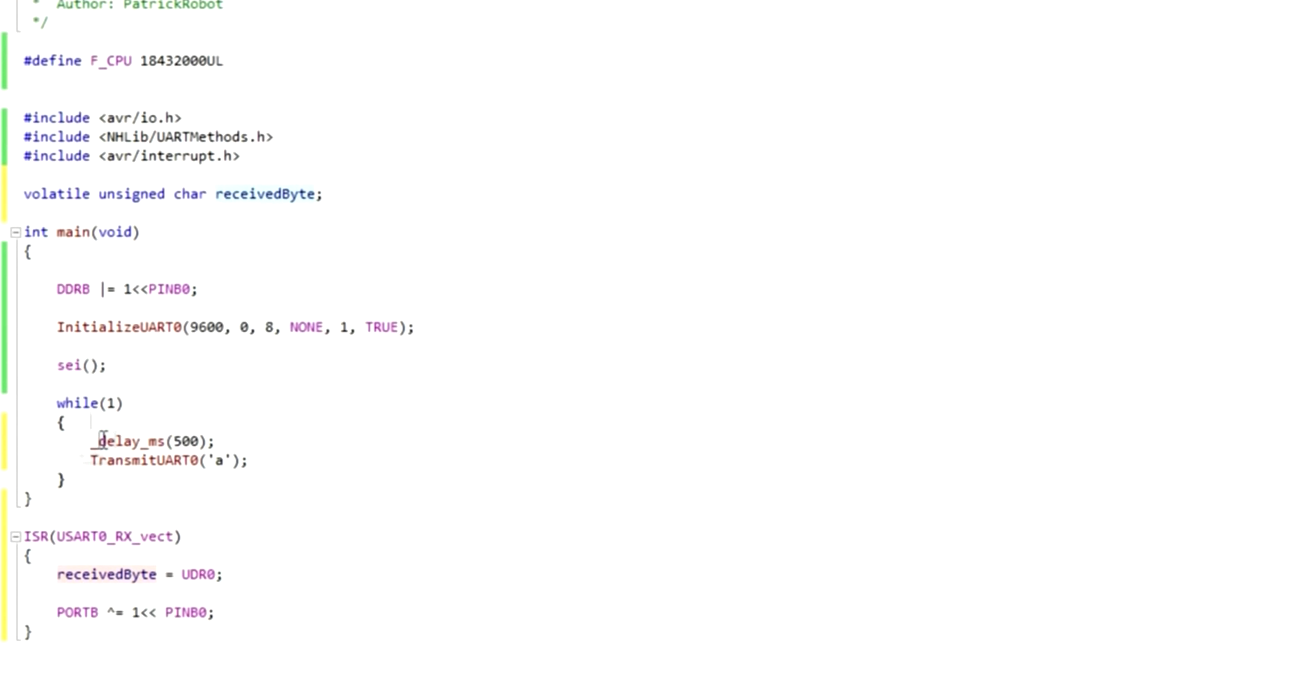 * Author: PatrickRobot
*/
#define F_CPU 18432000UL
#include <avr/io.h>
#include <NHLib/UARTMethods.h>
#include <avr/interrupt.h>
volatile unsigned char receivedByte;
int main(void)
{
DDRB |= 1<<PINB0;
InitializeUART0(9600, 0, 8, NONE, 1, TRUE);
sei();
while(1)
{
_delay_ms(500);
TransmitUART0('a');
}
}
ISR(USART0_RX_vect)
{
receivedByte = UDR0;
PORTB ^= 1<< PINB0;
}